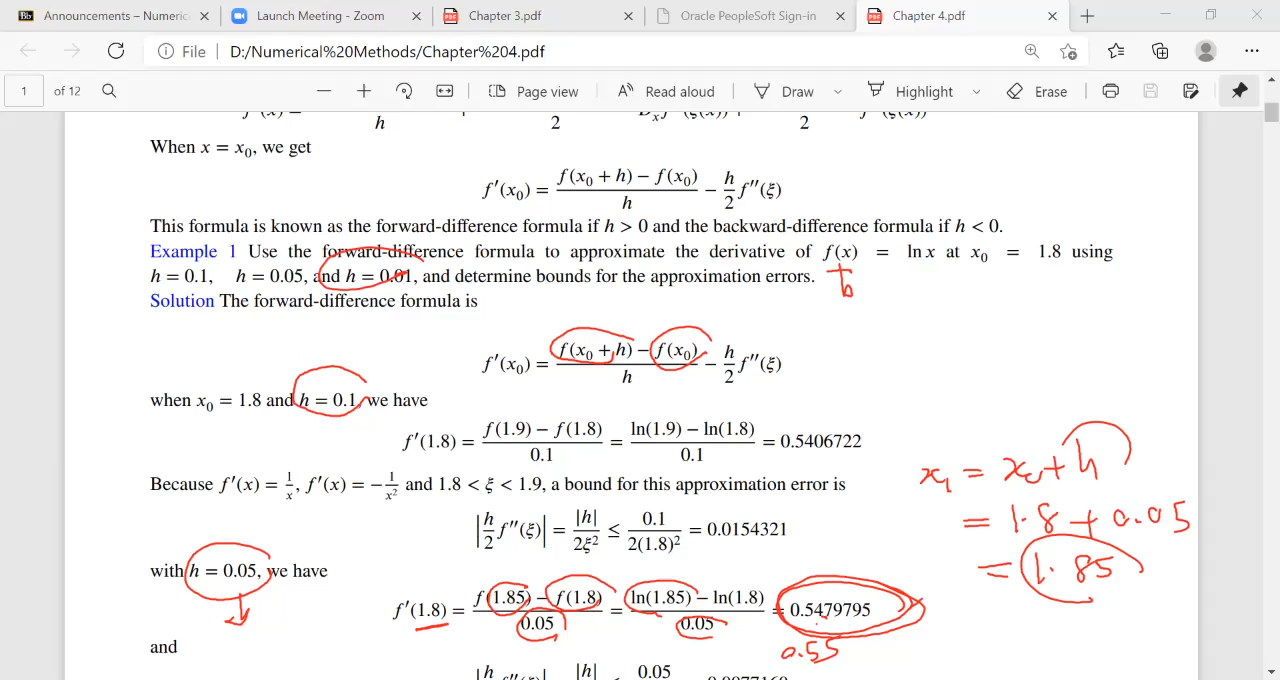 Announcements – Numeric
Launch Meeting - Zoom
Chapter 3.pdf
Oracle PeopleSoft Sign-in
Chapter 4.pdf
File | D:/Numerical%20Methods/Chapter%204.pdf
1 of 12
Page view
Read aloud
Draw
Highlight
Erase
h 2 2
When x = x₀, we get
f′(x₀) = (f(x₀ + h) − f(x₀))/h − h/2 f″(ξ)
This formula is known as the forward-difference formula if h > 0 and the backward-difference formula if h < 0.
Example 1 Use the forward-difference formula to approximate the derivative of f(x) = ln x at x₀ = 1.8 using
h = 0.1, h = 0.05, and h = 0.01, and determine bounds for the approximation errors.
Solution The forward-difference formula is
f′(x₀) = (f(x₀ + h) − f(x₀))/h − h/2 f″(ξ)
when x₀ = 1.8 and h = 0.1, we have
f′(1.8) = (f(1.9) − f(1.8))/0.1 = (ln(1.9) − ln(1.8))/0.1 = 0.5406722
x₁ = x₀ + h
Because f′(x) = 1/x, f′(x) = −1/x² and 1.8 < ξ < 1.9, a bound for this approximation error is
= 1.8 + 0.05
|h/2 f″(ξ)| = |h|/2ξ² ≤ 0.1/2(1.8)² = 0.0154321
= 1.85
with h = 0.05, we have
f′(1.8) = (f(1.85) − f(1.8))/0.05 = (ln(1.85) − ln(1.8))/0.05 = 0.5479795
0.55
and
|h| 0.05